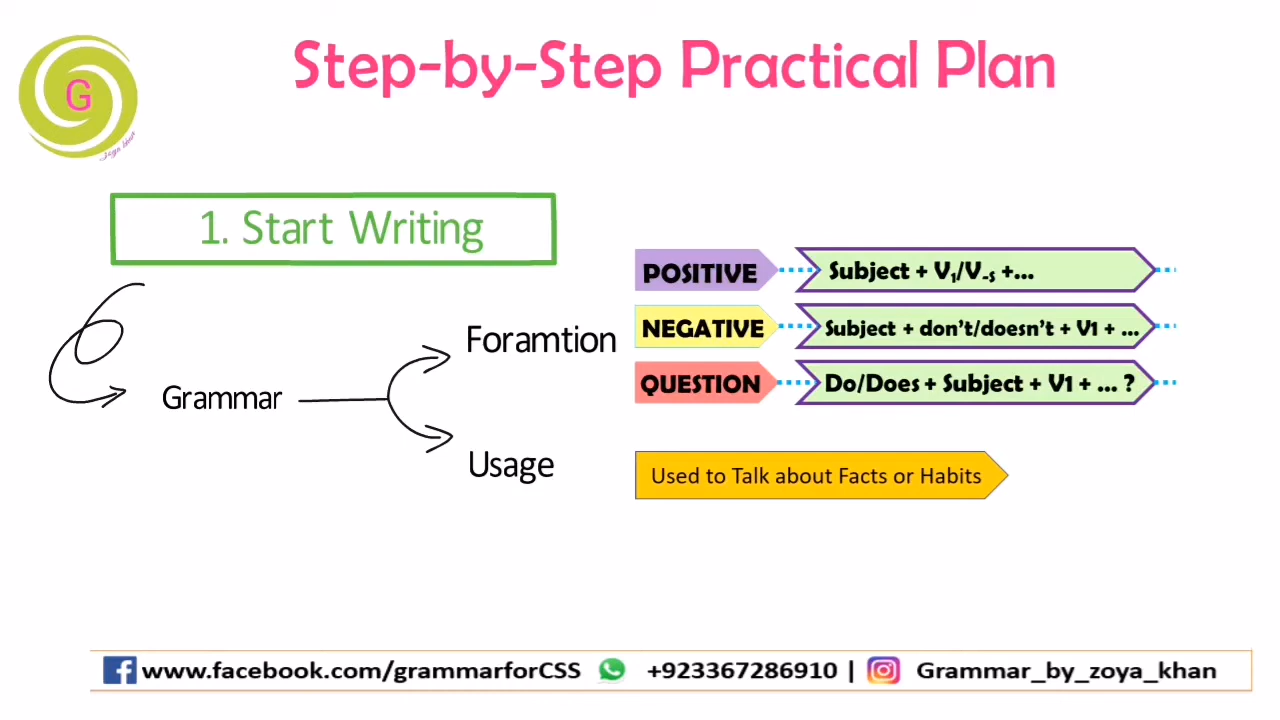 Step-by-Step Practical Plan
G
1. Start Writing
Grammar
Foramtion
POSITIVE Subject + V1/V-s +...
NEGATIVE Subject + don't/doesn't + V1 + ...
QUESTION Do/Does + Subject + V1 + ... ?
Usage
Used to Talk about Facts or Habits
www.facebook.com/grammarforCSS +923367286910 | Grammar_by_zoya_khan